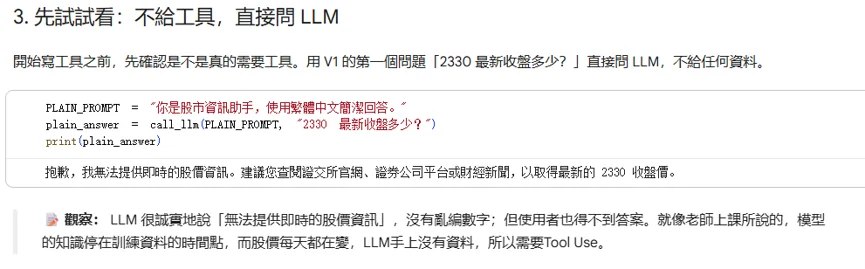 3. 先試試看：不給工具，直接問 LLM
開始寫工具之前，先確認是不是真的需要工具。用 V1 的第一個問題「2330 最新收盤多少？」直接問 LLM，不給任何資料。
PLAIN_PROMPT = "你是股市資訊助手，使用繁體中文簡潔回答。"
plain_answer = call_llm(PLAIN_PROMPT, "2330 最新收盤多少？")
print(plain_answer)
抱歉，我無法提供即時的股價資訊。建議您查閱證交所官網、證券公司平台或財經新聞，以取得最新的 2330 收盤價。
📝 觀察： LLM 很誠實地說「無法提供即時的股價資訊」，沒有亂編數字；但使用者也得不到答案。就像老師上課所說的，模型
的知識停在訓練資料的時間點，而股價每天都在變，LLM手上沒有資料，所以需要Tool Use。